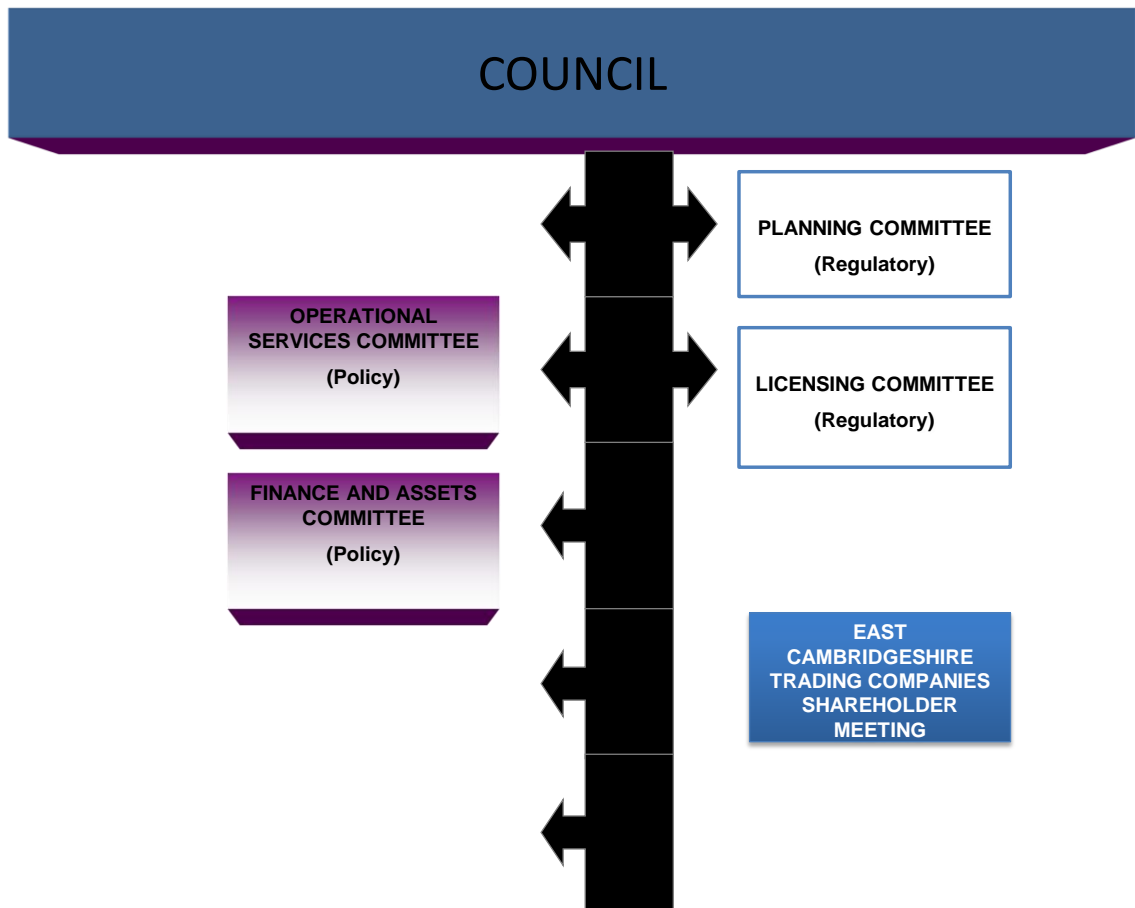 COUNCIL
PLANNING COMMITTEE
(Regulatory)
OPERATIONAL
SERVICES COMMITTEE
(Policy)
LICENSING COMMITTEE
(Regulatory)
FINANCE AND ASSETS
COMMITTEE
(Policy)
EAST
CAMBRIDGESHIRE
TRADING COMPANIES
SHAREHOLDER
MEETING